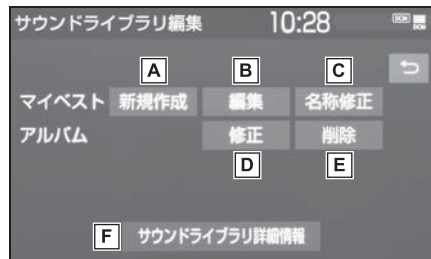 サウンドライブラリ編集 10:28
A B C
マイベスト 新規作成 編集 名称修正
アルバム 修正 削除
D E
F サウンドライブラリ詳細情報